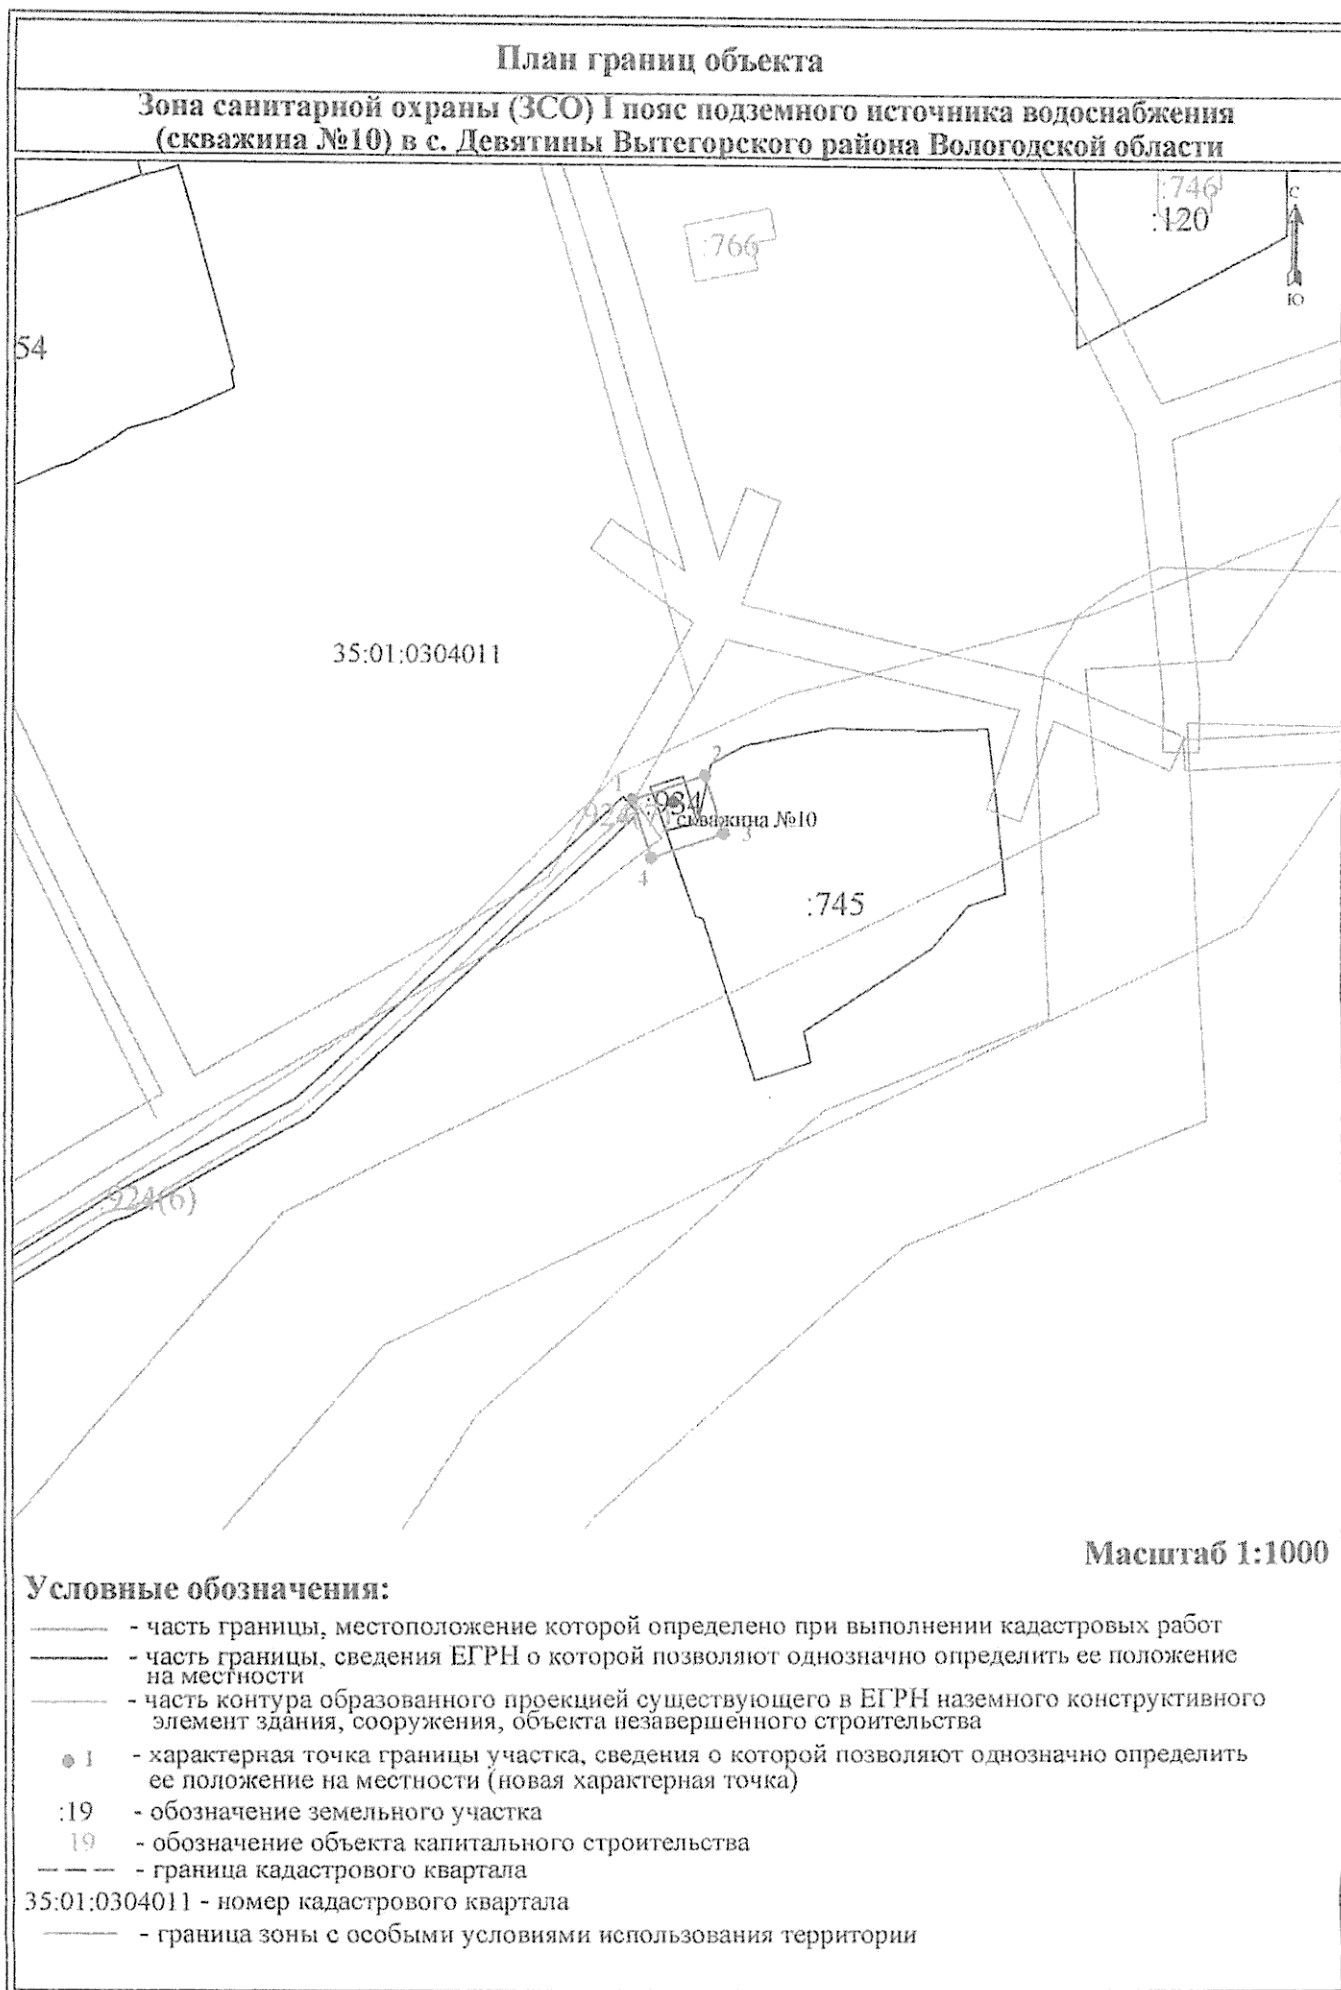 План границ объекта
Зона санитарной охраны (ЗСО) I пояс подземного источника водоснабжения
(скважина №10) в с. Девятины Вытегорского района Вологодской области
:746
:120
С
Ю
:766
54
35:01:0304011
1
2
:934
скважина №10
3
4
:745
:924(6)
Масштаб 1:1000
Условные обозначения:
- часть границы, местоположение которой определено при выполнении кадастровых работ
- часть границы, сведения ЕГРН о которой позволяют однозначно определить ее положение
на местности
- часть контура образованного проекцией существующего в ЕГРН наземного конструктивного
элемент здания, сооружения, объекта незавершенного строительства
1 - характерная точка границы участка, сведения о которой позволяют однозначно определить
ее положение на местности (новая характерная точка)
:19 - обозначение земельного участка
19 - обозначение объекта капитального строительства
- граница кадастрового квартала
35:01:0304011 - номер кадастрового квартала
- граница зоны с особыми условиями использования территории